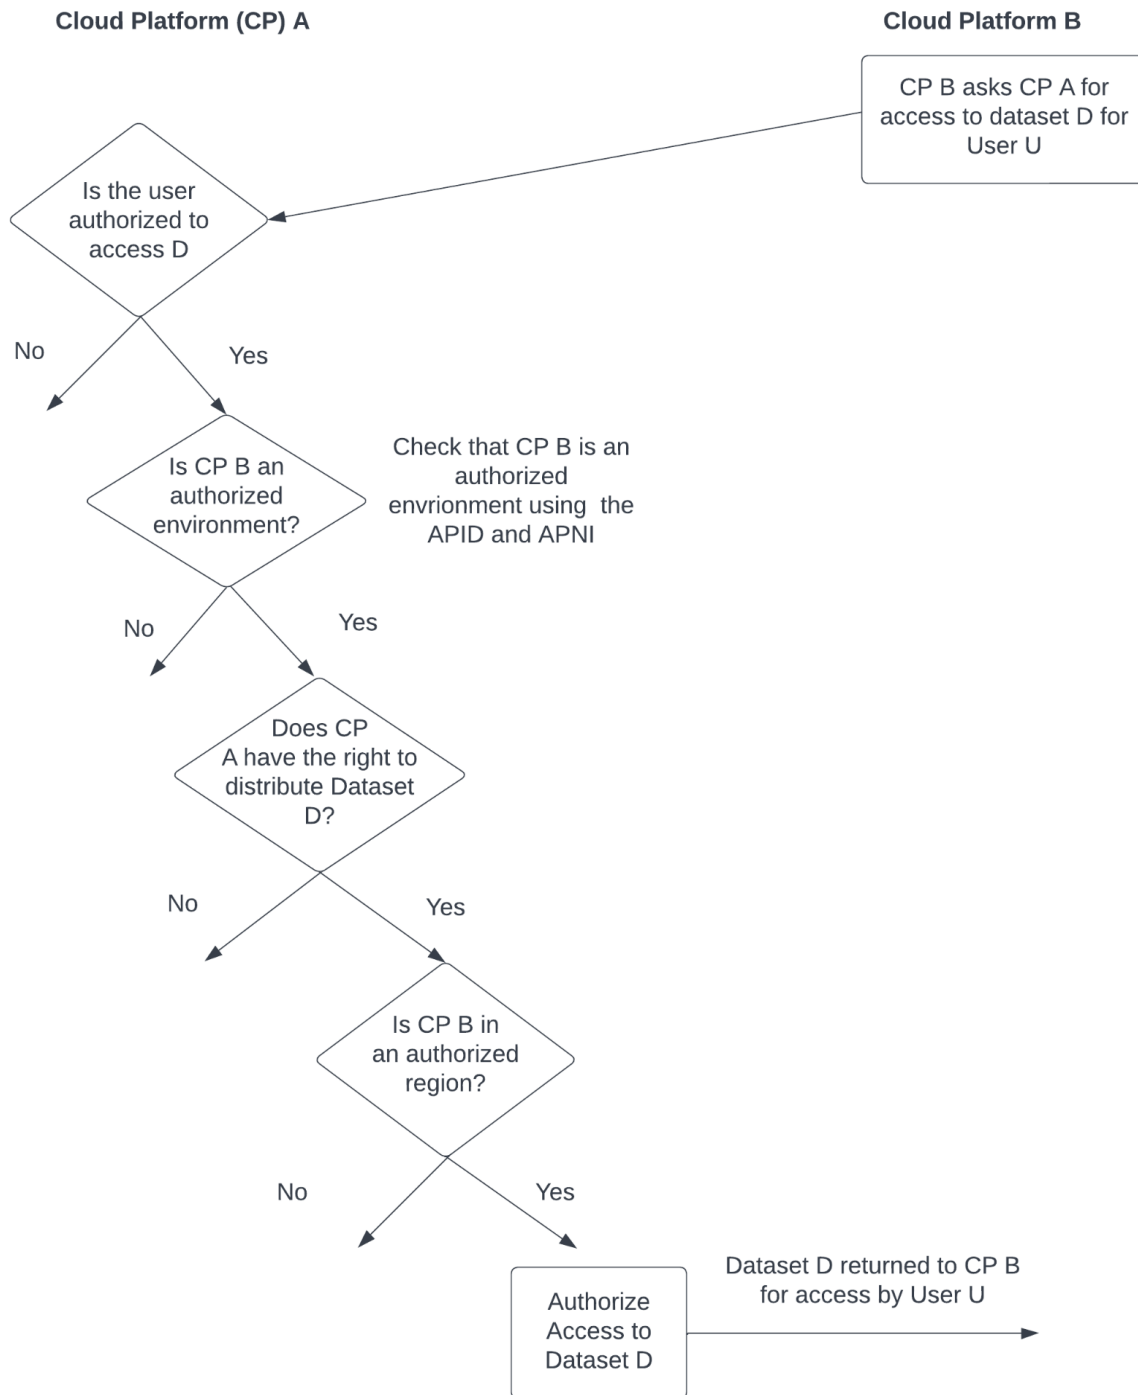 Cloud Platform (CP) A
Cloud Platform B
CP B asks CP A for
access to dataset D for
User U
Is the user
authorized to
access D
No
Yes
Is CP B an
authorized
environment?
Check that CP B is an
authorized
envrionment using  the
APID and APNI
No
Yes
Does CP
A have the right to
distribute Dataset
D?
No
Yes
Is CP B in
an authorized
region?
No
Yes
Authorize
Access to
Dataset D
Dataset D returned to CP B
for access by User U